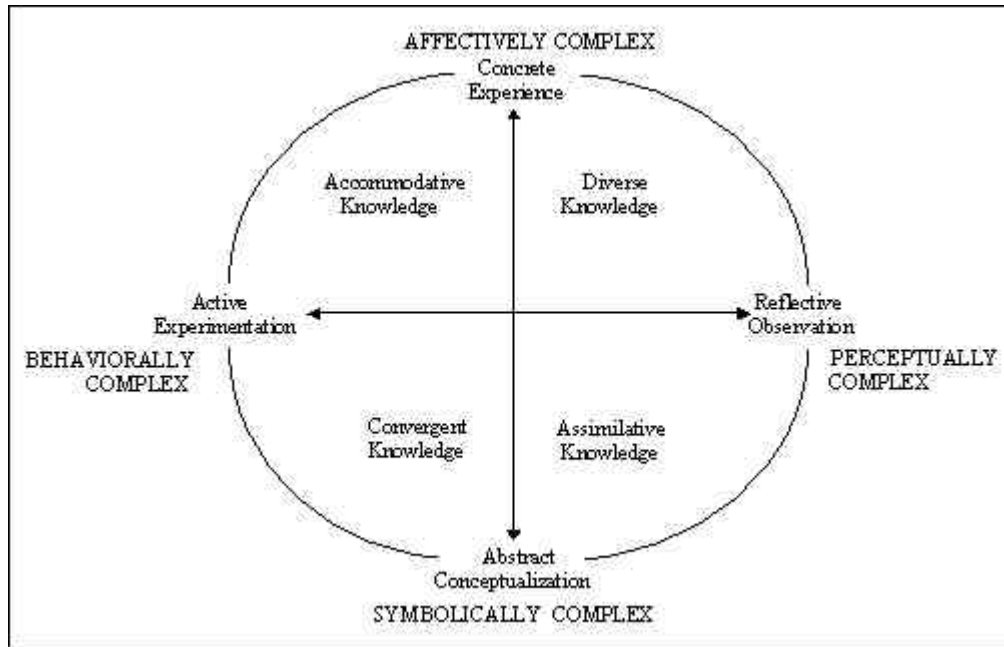 AFFECTIVELY COMPLEX
Concrete
Experience
Accommodative
Knowledge
Diverse
Knowledge
Active
Experimentation
Reflective
Observation
BEHAVIORALLY
COMPLEX
PERCEPTUALLY
COMPLEX
Convergent
Knowledge
Assimilative
Knowledge
Abstract
Conceptualization
SYMBOLICALLY COMPLEX